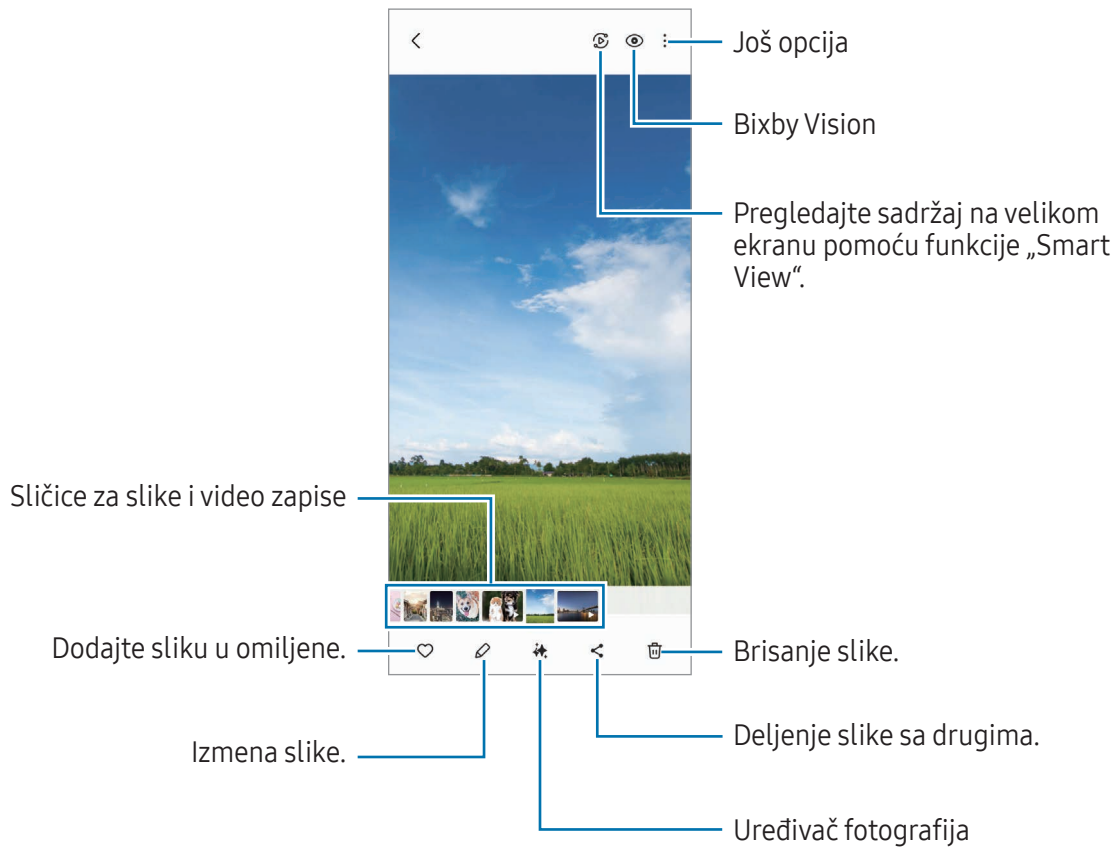 Još opcija
Bixby Vision
Pregledajte sadržaj na velikom
ekranu pomoću funkcije „Smart
View“.
Sličice za slike i video zapise
Dodajte sliku u omiljene.
Brisanje slike.
Izmena slike.
Deljenje slike sa drugima.
Uređivač fotografija